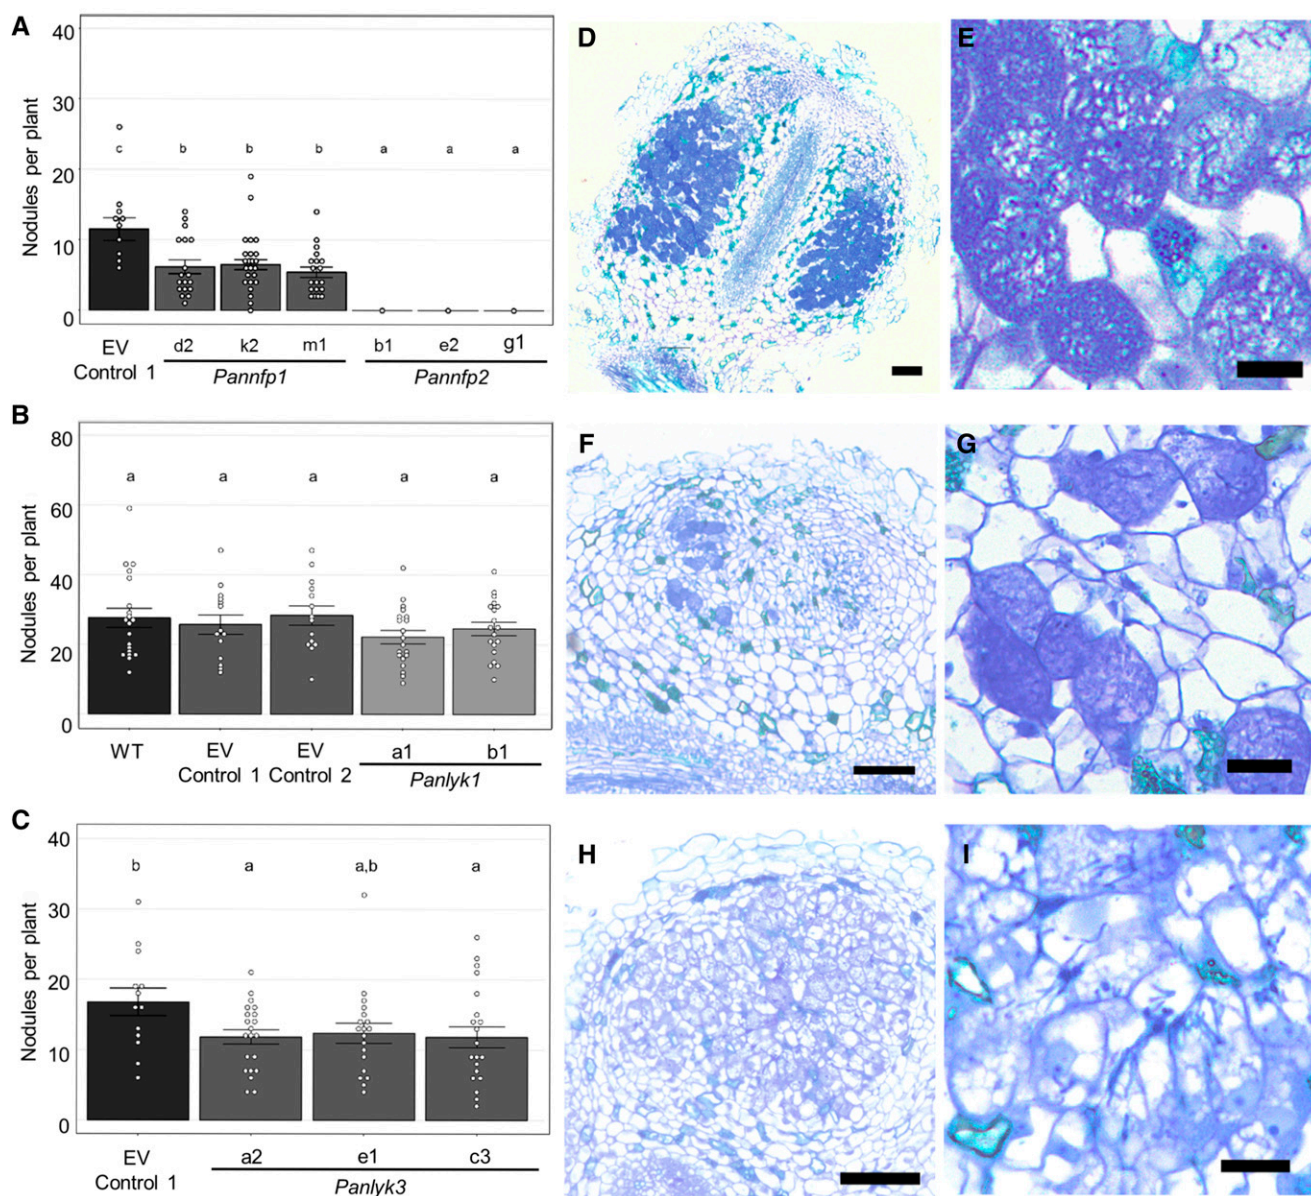 A
40
30
20
10
0
Nodules per plant
c b b b a a a
EV
Control 1
d2 k2 m1 b1 e2 g1
Pannfp1 Pannfp2
B
80
60
40
20
0
Nodules per plant
a a a a a
WT EV
Control 1
EV
Control 2
a1 b1
Panlyk1
C
40
30
20
10
0
Nodules per plant
b a a,b a
EV
Control 1
a2 e1 c3
Panlyk3
D
E
F
G
H
I